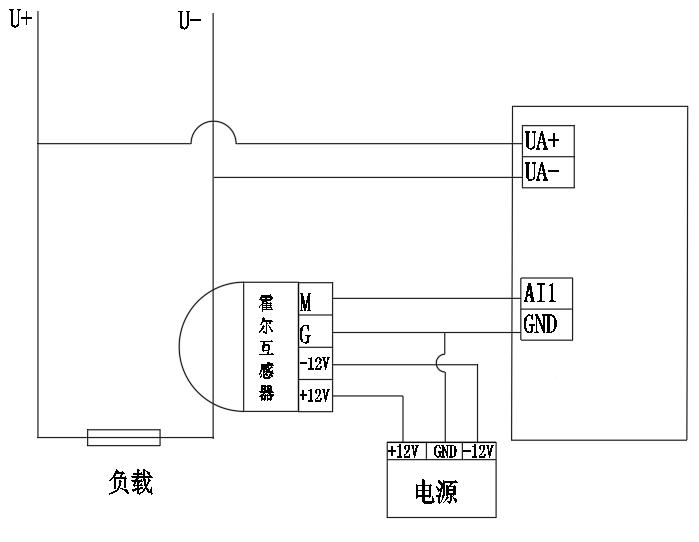 U+
U-
UA+
UA-
霍尔互感器
M
G
-12V
+12V
AI1
GND
负载
+12V
GND
-12V
电源